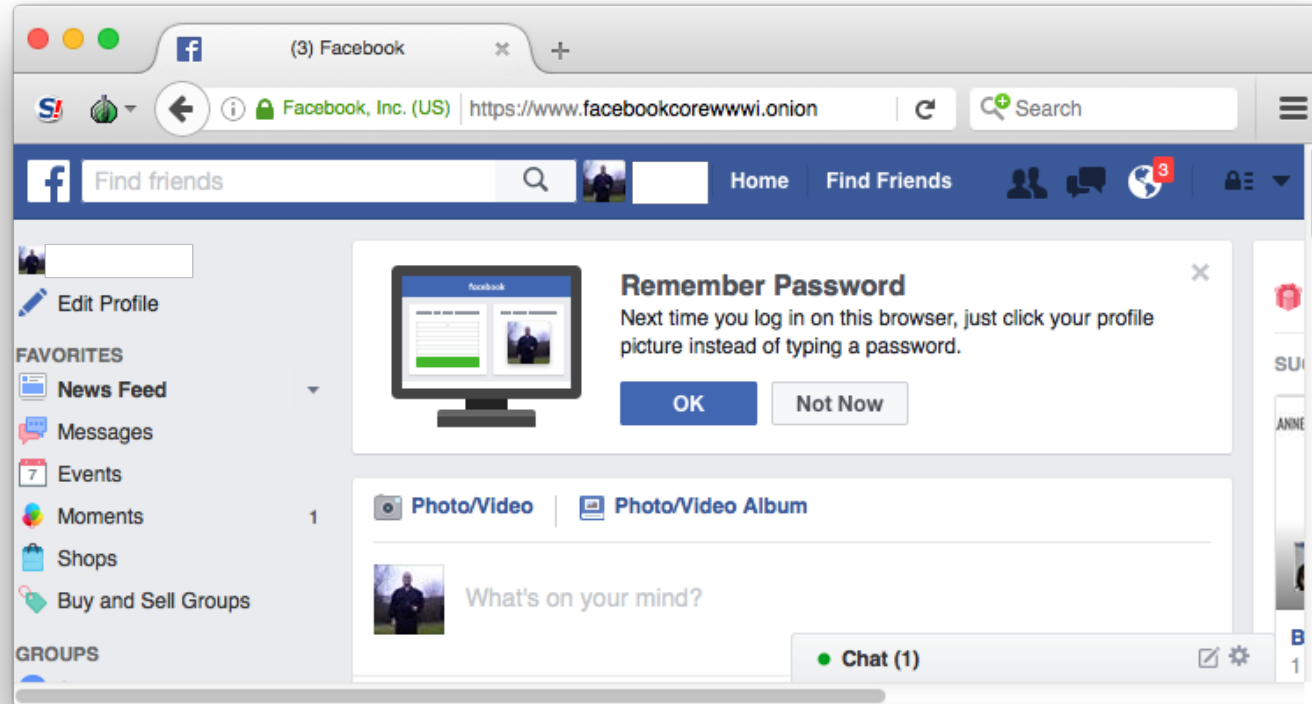 (3) Facebook
S!
Facebook, Inc. (US) https://www.facebookcorewwwi.onion
Search
Find friends
Home
Find Friends
3
Edit Profile
FAVORITES
News Feed
Messages
7
Events
Moments
1
Shops
Buy and Sell Groups
GROUPS
facebook
Remember Password
Next time you log in on this browser, just click your profile
picture instead of typing a password.
OK
Not Now
Photo/Video
Photo/Video Album
What's on your mind?
Chat (1)
SU
ANNE
B
1